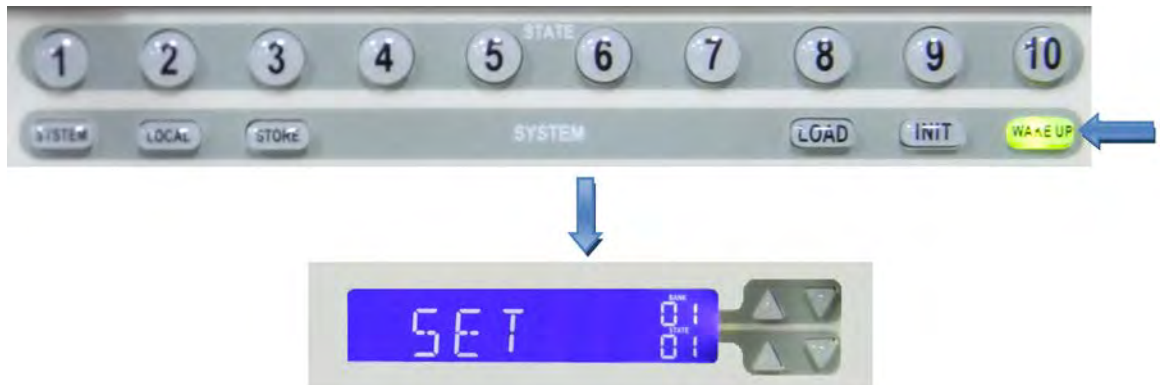 STATE
1 2 3 4 5 6 7 8 9 10
SYSTEM LOCAL STORE SYSTEM LOAD INIT WAKE UP
SET
BANK
01
STATE
01